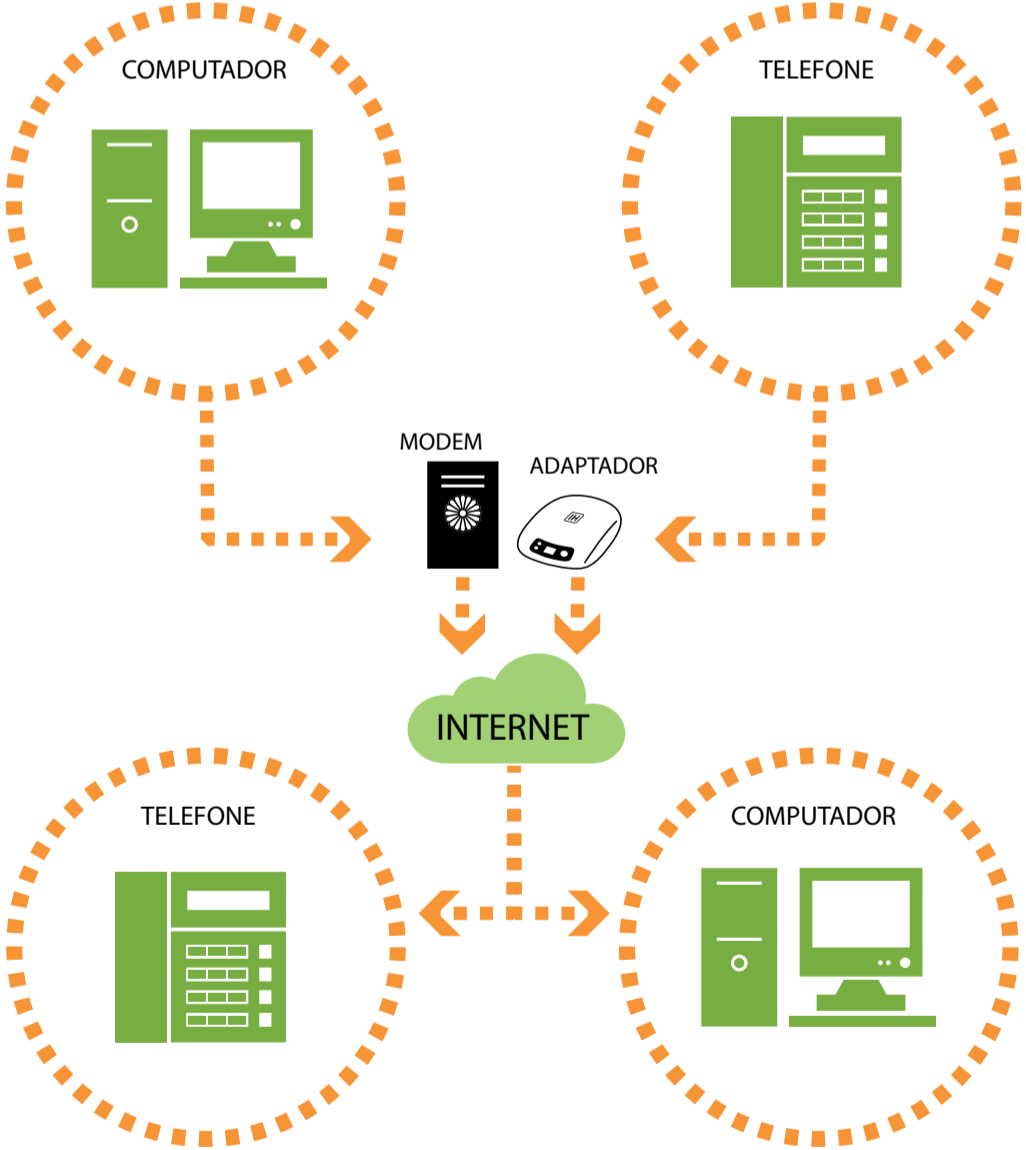 COMPUTADOR
TELEFONE
MODEM
ADAPTADOR
INTERNET
TELEFONE
COMPUTADOR